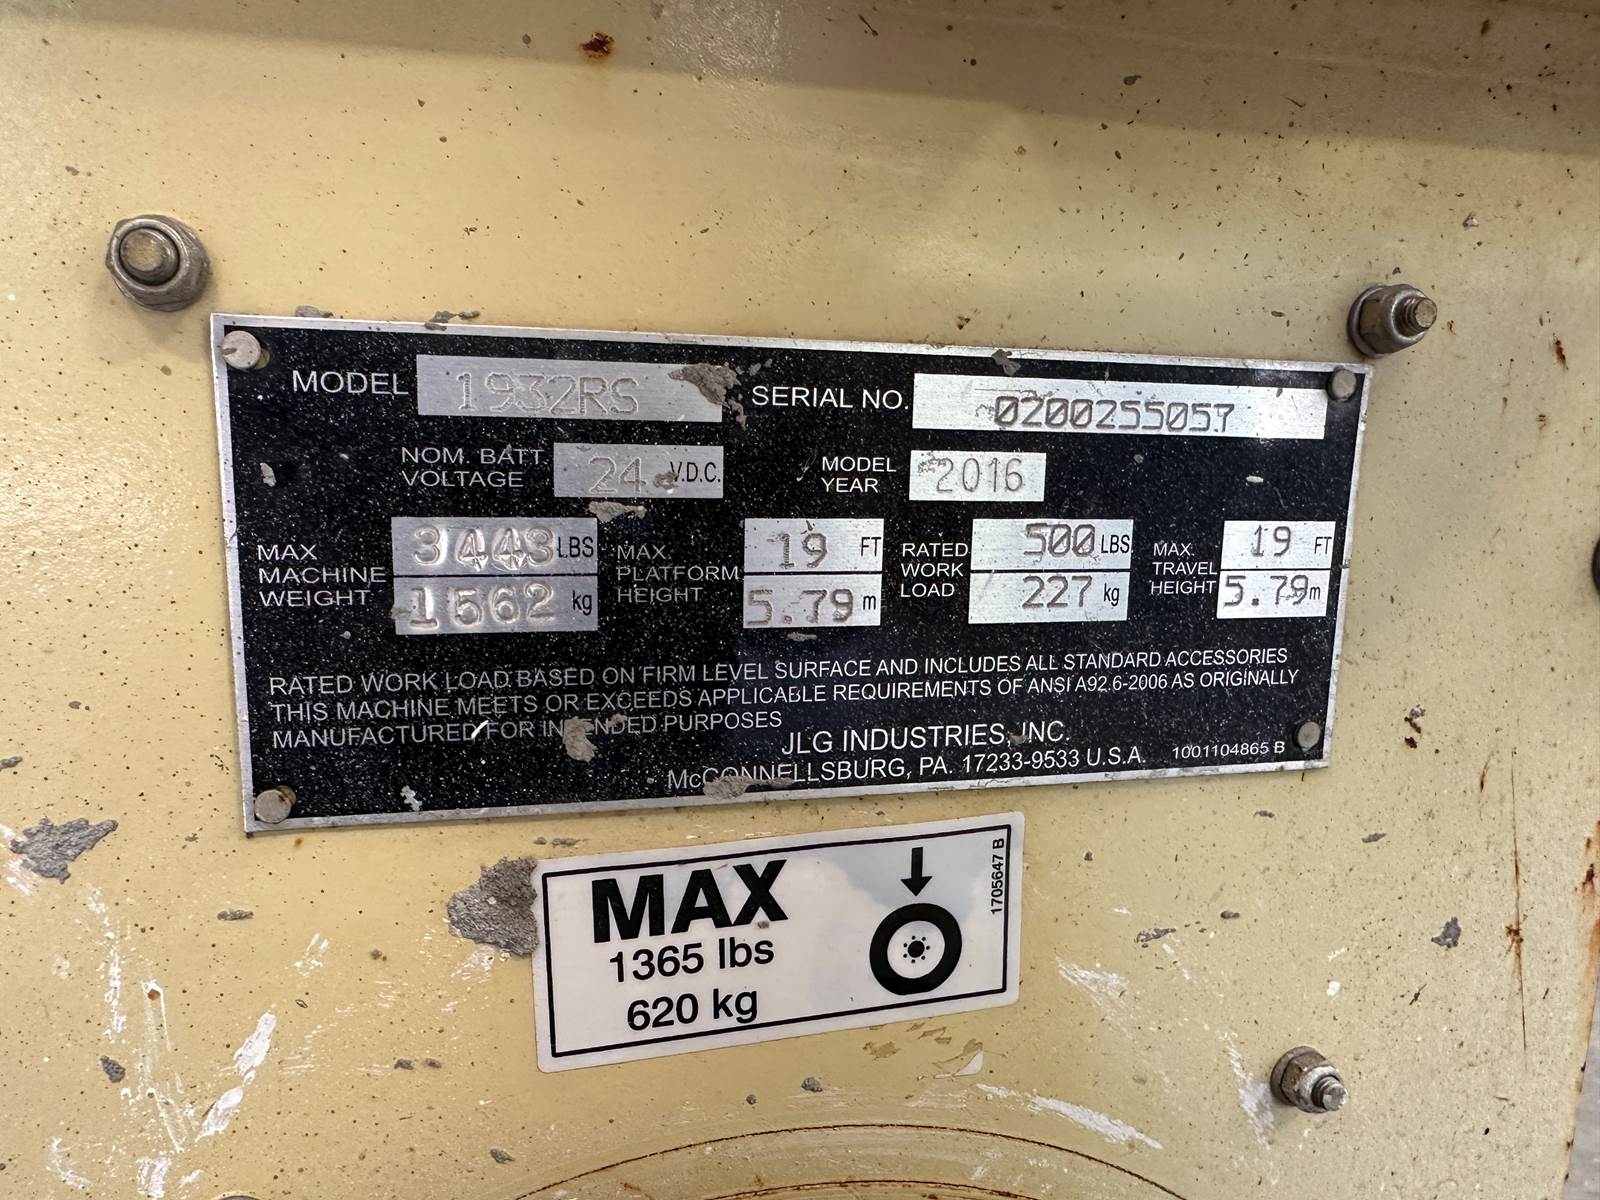 MODEL 1932RS SERIAL NO. 0200255057
NOM. BATT. VOLTAGE 24 V.D.C. MODEL YEAR 2016
MAX MACHINE WEIGHT 3443 LBS 1562 kg MAX. PLATFORM HEIGHT 19 FT 5.79 m RATED WORK LOAD 500 LBS 227 kg MAX. TRAVEL HEIGHT 19 FT 5.79 m
RATED WORK LOAD BASED ON FIRM LEVEL SURFACE AND INCLUDES ALL STANDARD ACCESSORIES
THIS MACHINE MEETS OR EXCEEDS APPLICABLE REQUIREMENTS OF ANSI A92.6-2006 AS ORIGINALLY
MANUFACTURED FOR INTENDED PURPOSES
JLG INDUSTRIES, INC.
McCONNELLSBURG, PA. 17233-9533 U.S.A. 1001104865 B
MAX
1365 lbs
620 kg
1705647 B